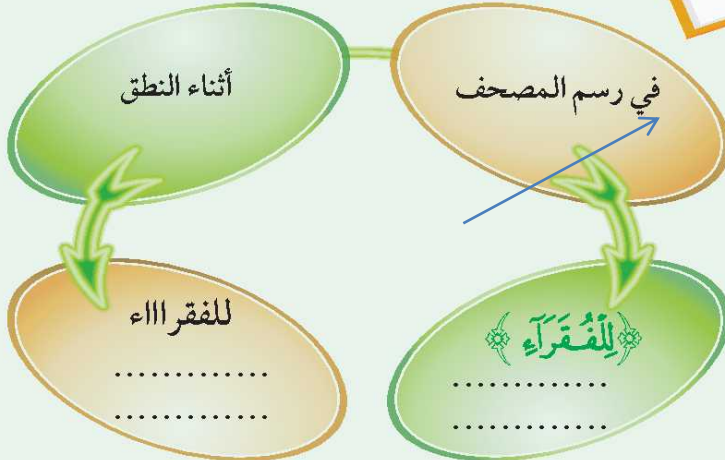 في رسم المصحف
أثناء النطق
﴿لِلْفُقَرَآءِ﴾
.............
.............
للفقراااء
.............
.............